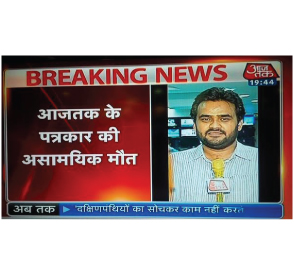 BREAKING NEWS
आज
तक
19:44
आजतक के
पत्रकार की
असामयिक मौत
अब तक
'दक्षिणपंथियों का सोचकर काम नहीं करत